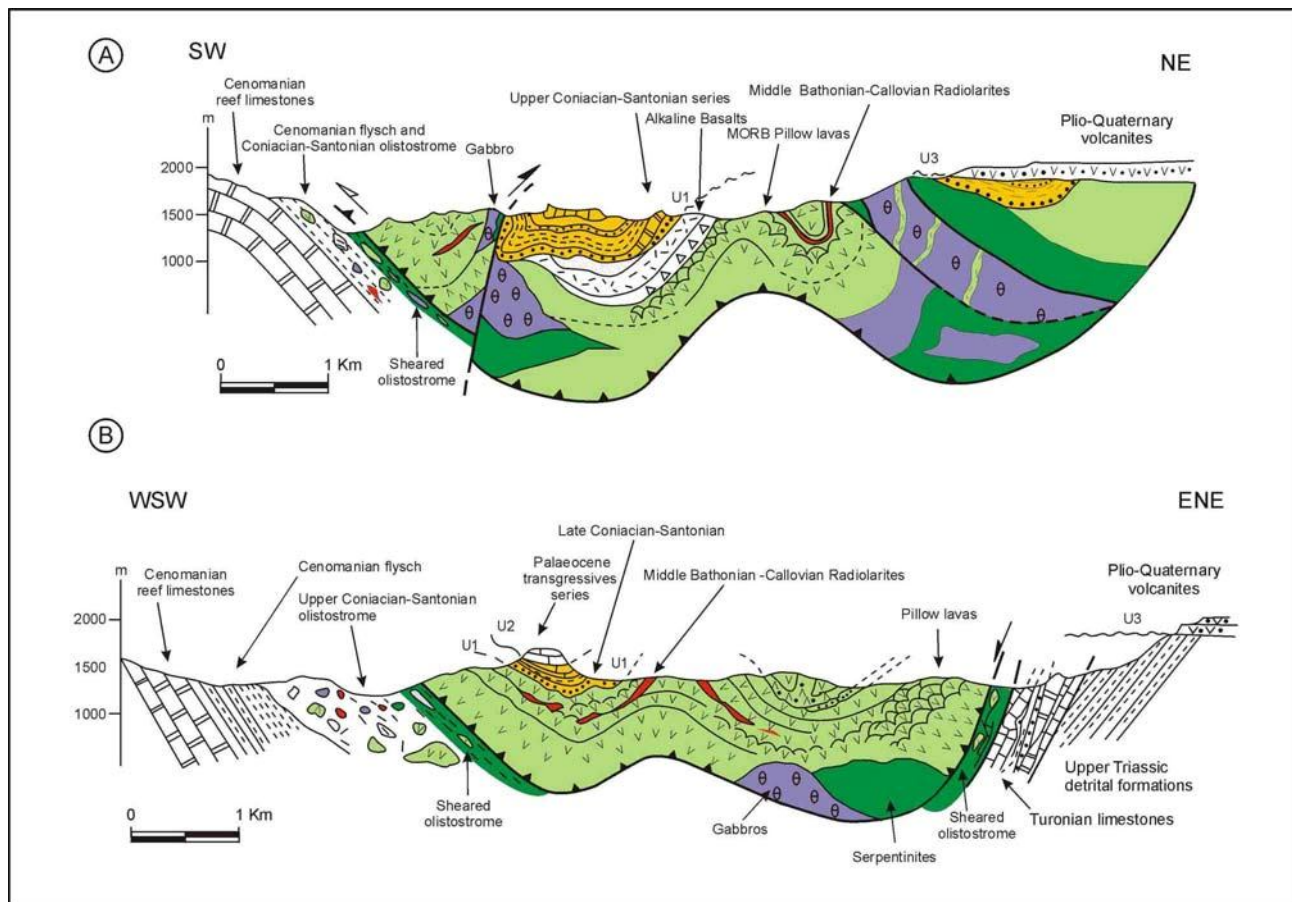 A
SW
NE
Cenomanian
reef limestones
Upper Coniacian-Santonian series
Middle Bathonian-Callovian Radiolarites
m
Cenomanian flysch and
Coniacian-Santonian olistostrome
Gabbro
Alkaline Basalts
MORB Pillow lavas
Plio-Quaternary
volcanites
U3
U1
2000
1500
1000
0
1 Km
Sheared
olistostrome
B
WSW
ENE
Late Coniacian-Santonian
m
Cenomanian
reef limestones
Cenomanian flysch
Upper Coniacian-Santonian
olistostrome
Palaeocene
transgressives
series
Middle Bathonian -Callovian Radiolarites
Pillow lavas
Plio-Quaternary
volcanites
U3
U2
U1
U1
2000
1500
1000
0
1 Km
Sheared
olistostrome
Gabbros
Serpentinites
Sheared
olistostrome
Turonian limestones
Upper Triassic
detrital formations